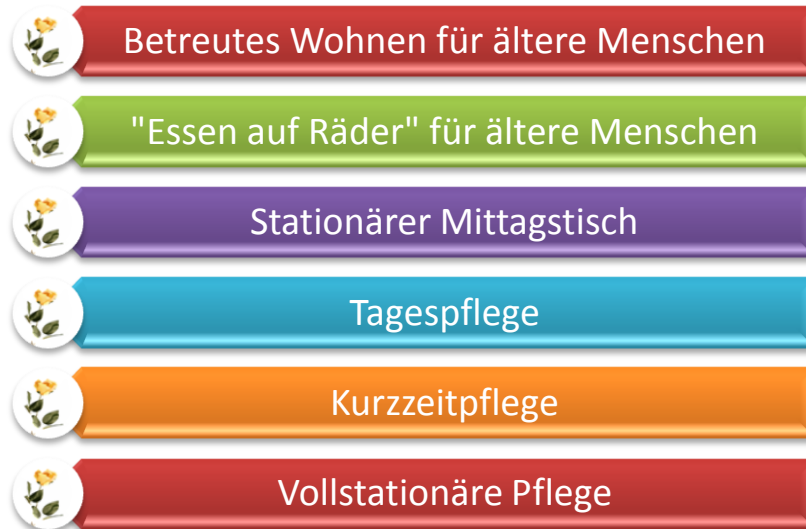 Betreutes Wohnen für ältere Menschen
"Essen auf Räder" für ältere Menschen
Stationärer Mittagstisch
Tagespflege
Kurzzeitpflege
Vollstationäre Pflege